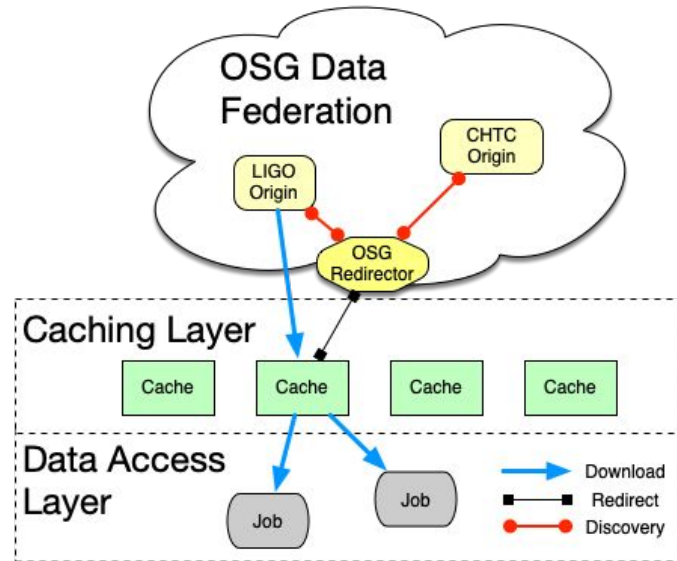 OSG Data
Federation
LIGO
Origin
CHTC
Origin
OSG
Redirector
Caching Layer
Cache
Cache
Cache
Cache
Data Access
Layer
Job
Job
Download
Redirect
Discovery